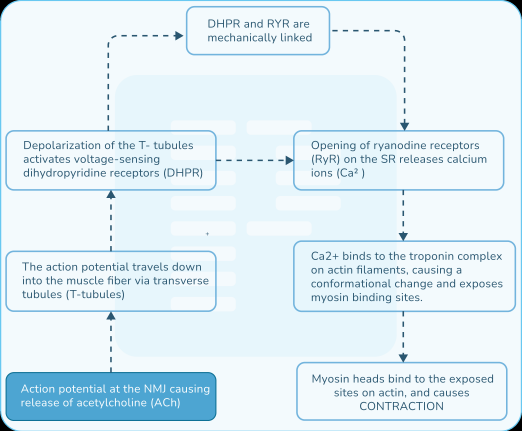 DHPR and RYR are
mechanically linked
Depolarization of the T- tubules
activates voltage-sensing
dihydropyridine receptors (DHPR)
Opening of ryanodine receptors
(RyR) on the SR releases calcium
ions (Ca² )
The action potential travels down
into the muscle fiber via transverse
tubules (T-tubules)
Ca2+ binds to the troponin complex
on actin filaments, causing a
conformational change and exposes
myosin binding sites.
Action potential at the NMJ causing
release of acetylcholine (ACh)
Myosin heads bind to the exposed
sites on actin, and causes
CONTRACTION